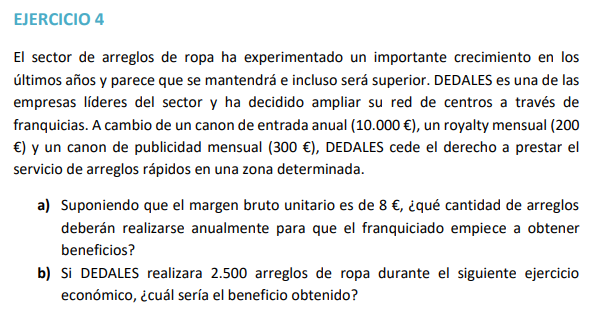 EJERCICIO 4
El sector de arreglos de ropa ha experimentado un importante crecimiento en los
últimos años y parece que se mantendrá e incluso será superior. DEDALES es una de las
empresas líderes del sector y ha decidido ampliar su red de centros a través de
franquicias. A cambio de un canon de entrada anual (10.000 €), un royalty mensual (200
€) y un canon de publicidad mensual (300 €), DEDALES cede el derecho a prestar el
servicio de arreglos rápidos en una zona determinada.
a) Suponiendo que el margen bruto unitario es de 8 €, ¿qué cantidad de arreglos
deberán realizarse anualmente para que el franquiciado empiece a obtener
beneficios?
b) Si DEDALES realizara 2.500 arreglos de ropa durante el siguiente ejercicio
económico, ¿cuál sería el beneficio obtenido?